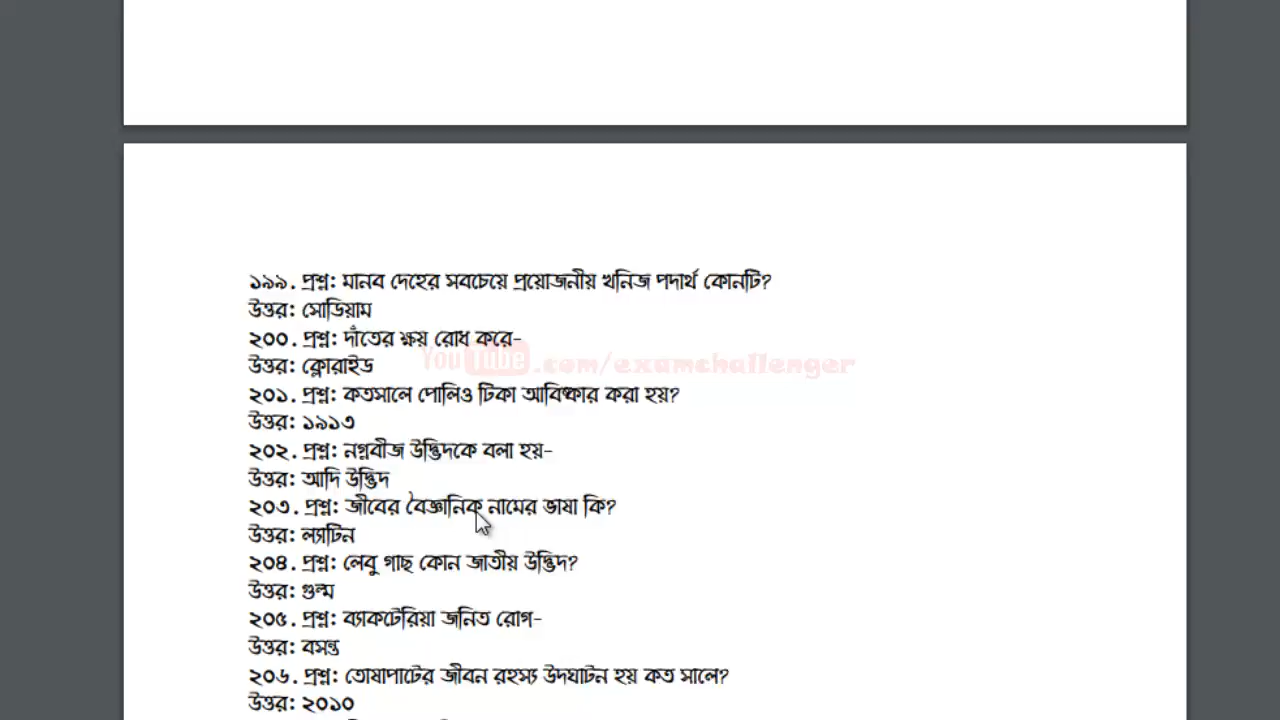 ১৯৯. প্রশ্ন: মানব দেহের সবচেয়ে প্রয়োজনীয় খনিজ পদার্থ কোনটি?
উত্তর: সোডিয়াম
২০০. প্রশ্ন: দাঁতের ক্ষয় রোধ করে-
YouTube.com/examchallenger
উত্তর: ক্লোরাইড
২০১. প্রশ্ন: কতসালে পোলিও টিকা আবিষ্কার করা হয়?
উত্তর: ১৯১৩
২০২. প্রশ্ন: নগ্নবীজ উদ্ভিদকে বলা হয়-
উত্তর: আদি উদ্ভিদ
২০৩. প্রশ্ন: জীবের বৈজ্ঞানিক নামের ভাষা কি?
উত্তর: ল্যাটিন
২০৪. প্রশ্ন: লেবু গাছ কোন জাতীয় উদ্ভিদ?
উত্তর: গুল্ম
২০৫. প্রশ্ন: ব্যাকটেরিয়া জনিত রোগ-
উত্তর: বসন্ত
২০৬. প্রশ্ন: তোষাপাটের জীবন রহস্য উদঘাটন হয় কত সালে?
উত্তর: ২০১০